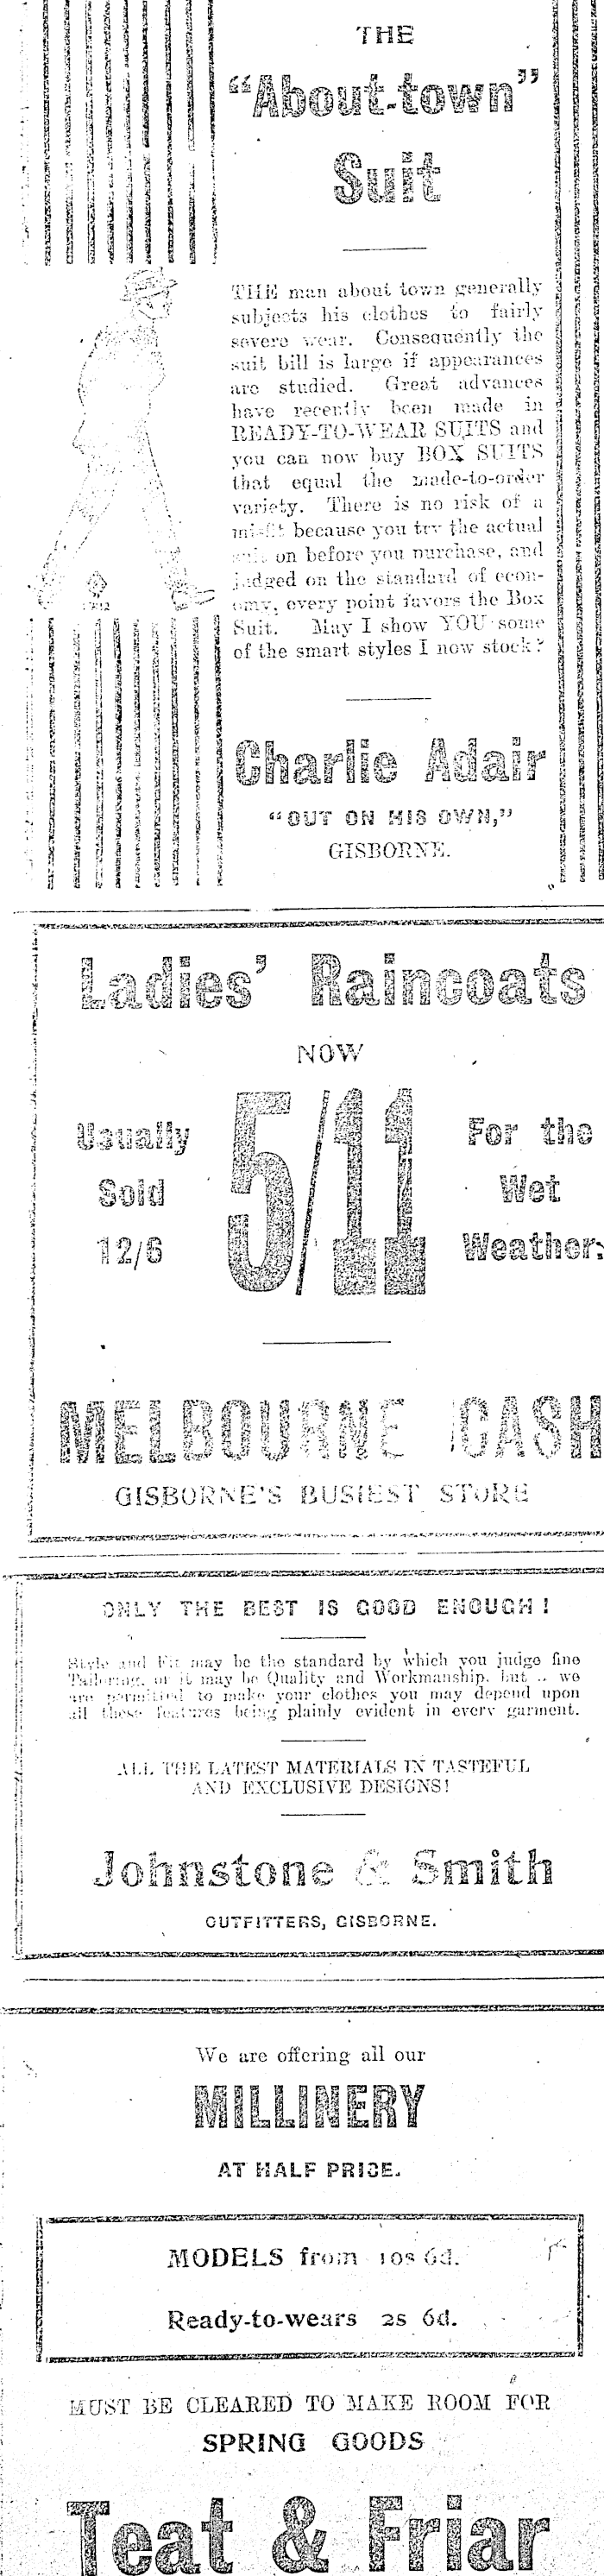 THE
"About-town"
Suit
THE man about town generally
subjects his clothes to fairly
severe wear. Consequently the
suit bill is large if appearances
are studied. Great advances
have recently been made in
READY-TO-WEAR SUITS and
you can now buy BOX SUITS
that equal the made-to-order
variety. There is no risk of a
misfit because you try the actual
suit on before you purchase, and
judged on the standard of econ-
omy, every point favors the Box
Suit. May I show YOU some
of the smart styles I now stock?
Charlie Adair
"OUT ON HIS OWN,"
GISBORNE.
Ladies' Raincoats
NOW
Usually
Sold
12/6
5/11
For the
Wet
Weather
MELBOURNE CASH
GISBORNE'S BUSIEST STORE
ONLY THE BEST IS GOOD ENOUGH!
Style and Fit may be the standard by which you judge fine
Tailoring, or it may be Quality and Workmanship, but .. we
are permitted to make your clothes you may depend upon
all these features being plainly evident in every garment.
ALL THE LATEST MATERIALS IN TASTEFUL
AND EXCLUSIVE DESIGNS!
Johnstone & Smith
OUTFITTERS, GISBORNE.
We are offering all our
MILLINERY
AT HALF PRICE.
MODELS from 10s 6d.
Ready-to-wears 2s 6d.
MUST BE CLEARED TO MAKE ROOM FOR
SPRING GOODS
Teat & Friar